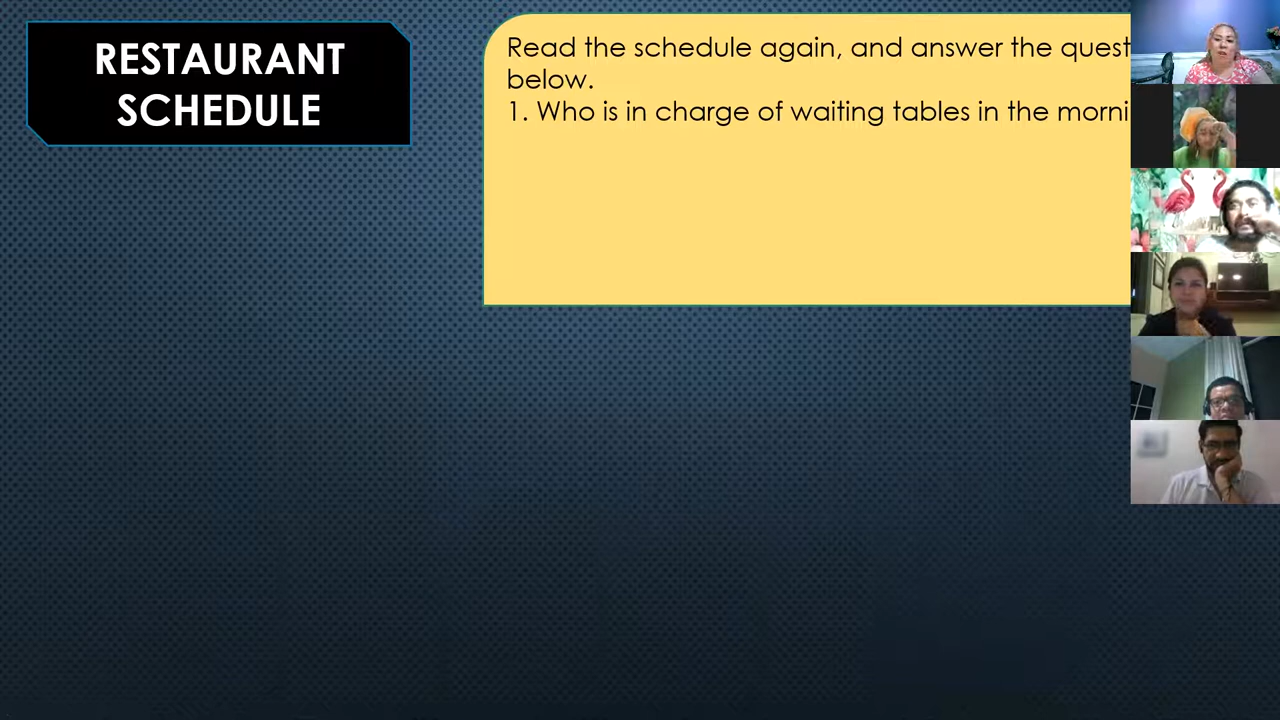 RESTAURANT
SCHEDULE
Read the schedule again, and answer the quest
below.
1. Who is in charge of waiting tables in the morni